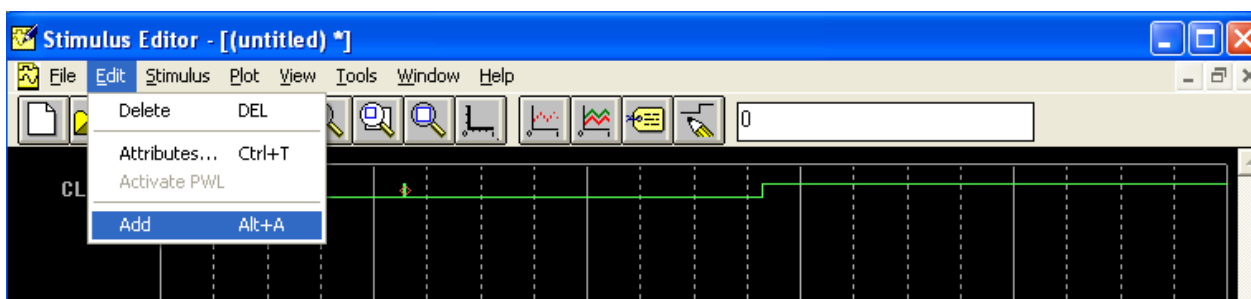 Stimulus Editor - [(untitled) *]
File Edit Stimulus Plot View Tools Window Help
0
Delete DEL
Attributes... Ctrl+T
Activate PWL
Add Alt+A
CL